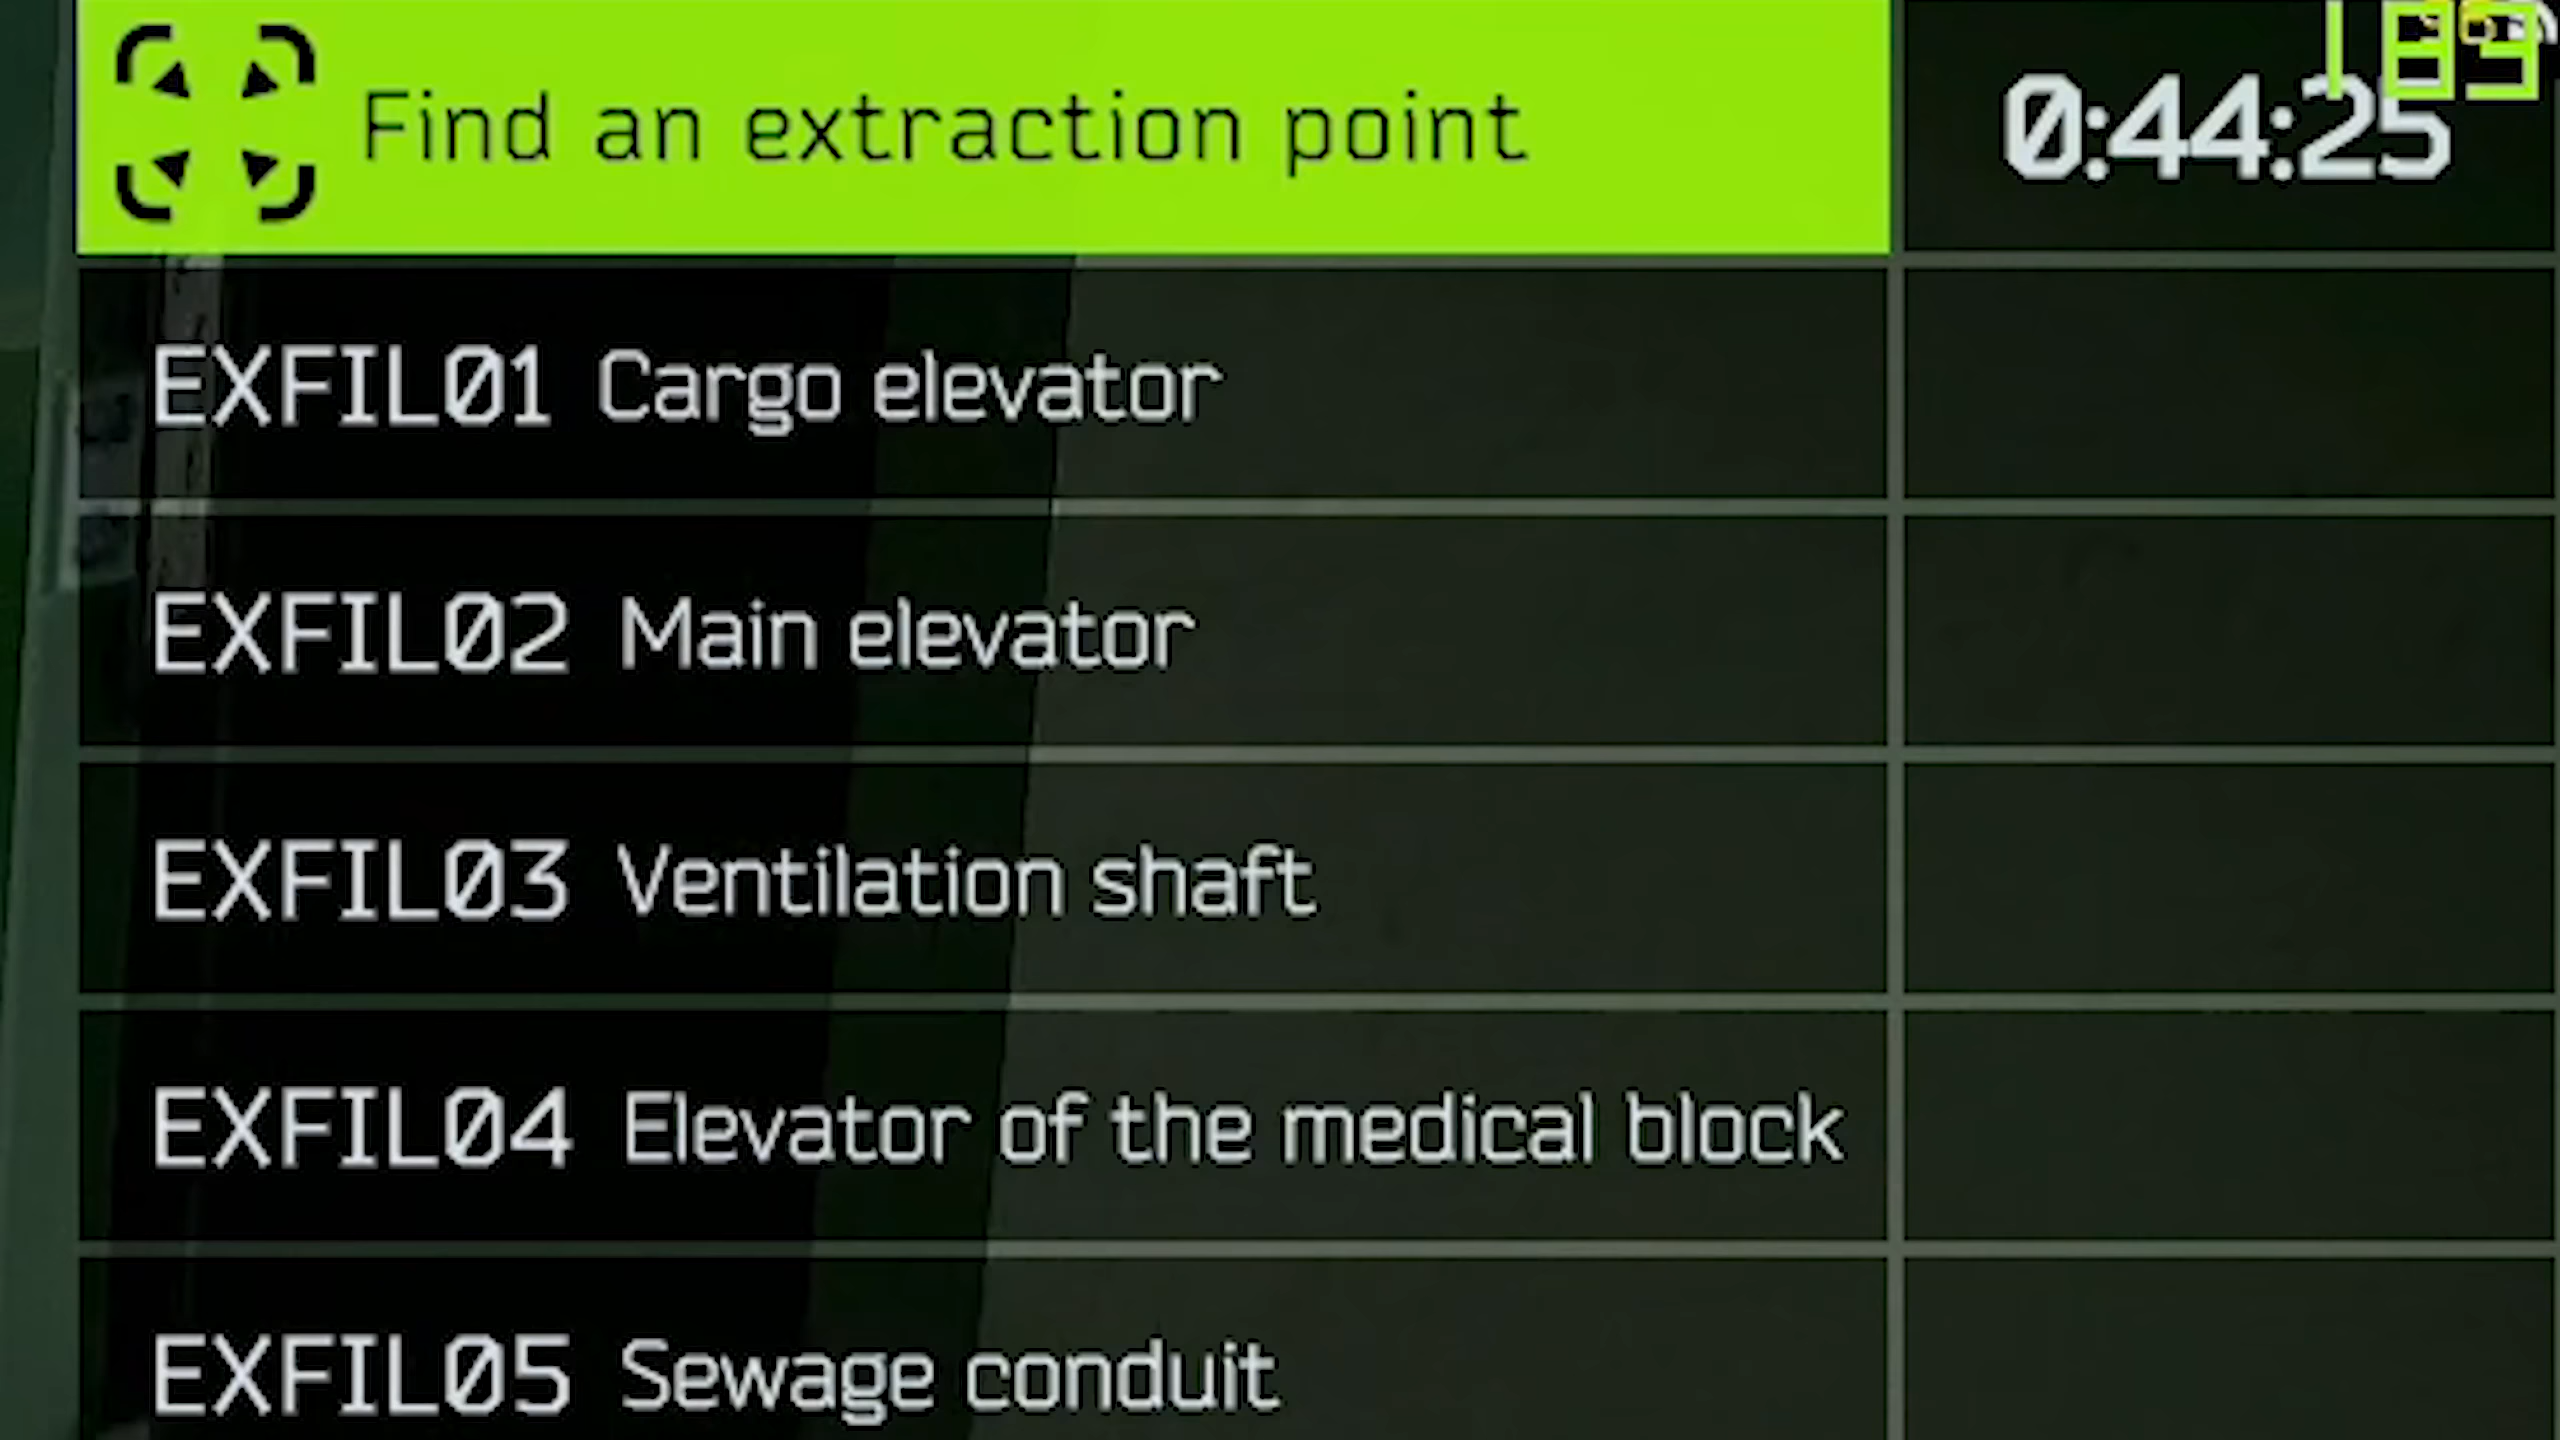 Find an extraction point 0:44:25
189
EXFIL01 Cargo elevator
EXFIL02 Main elevator
EXFIL03 Ventilation shaft
EXFIL04 Elevator of the medical block
EXFIL05 Sewage conduit